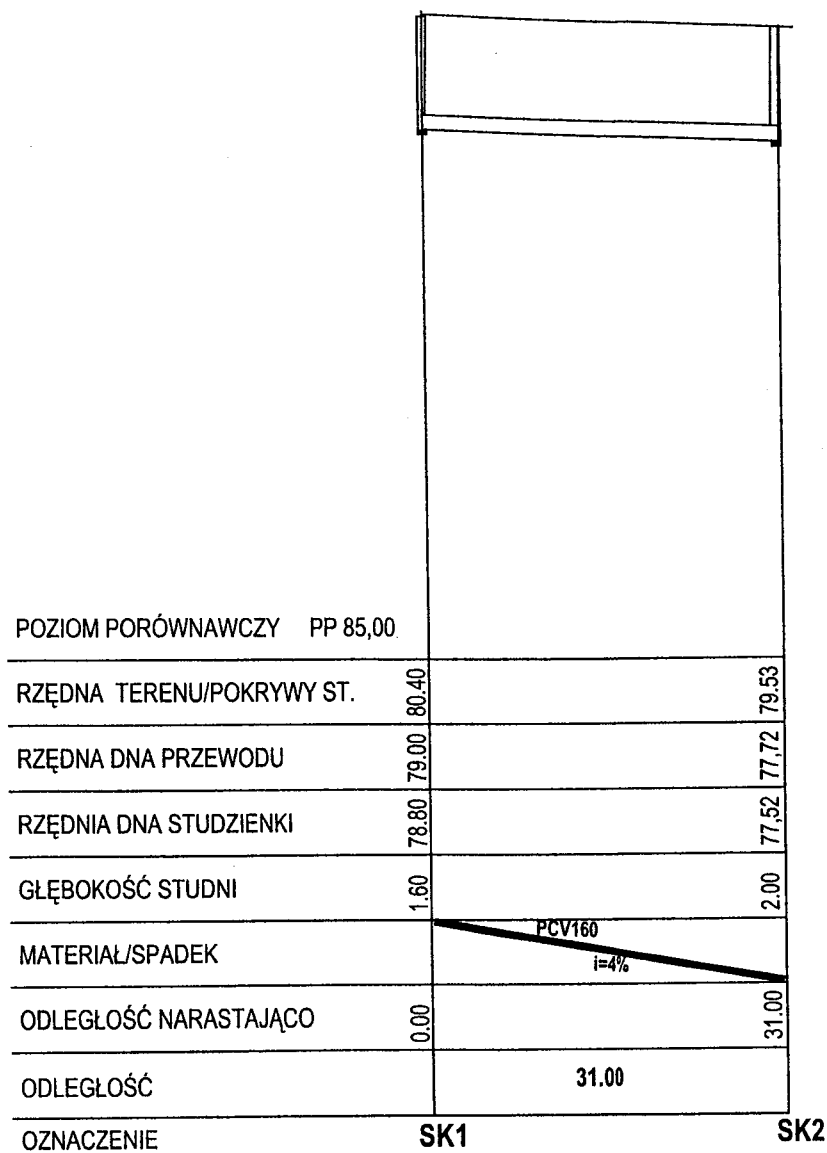 POZIOM PORÓWNAWCZY PP 85,00
RZĘDNA TERENU/POKRYWY ST. 80.40 79.53
RZĘDNA DNA PRZEWODU 79.00 77,72
RZĘDNIA DNA STUDZIENKI 78.80 77,52
GŁĘBOKOŚĆ STUDNI 1.60 2.00
MATERIAŁ/SPADEK PCV160
i=4%
ODLEGŁOŚĆ NARASTAJĄCO 0.00 31.00
ODLEGŁOŚĆ 31.00
OZNACZENIE SK1 SK2